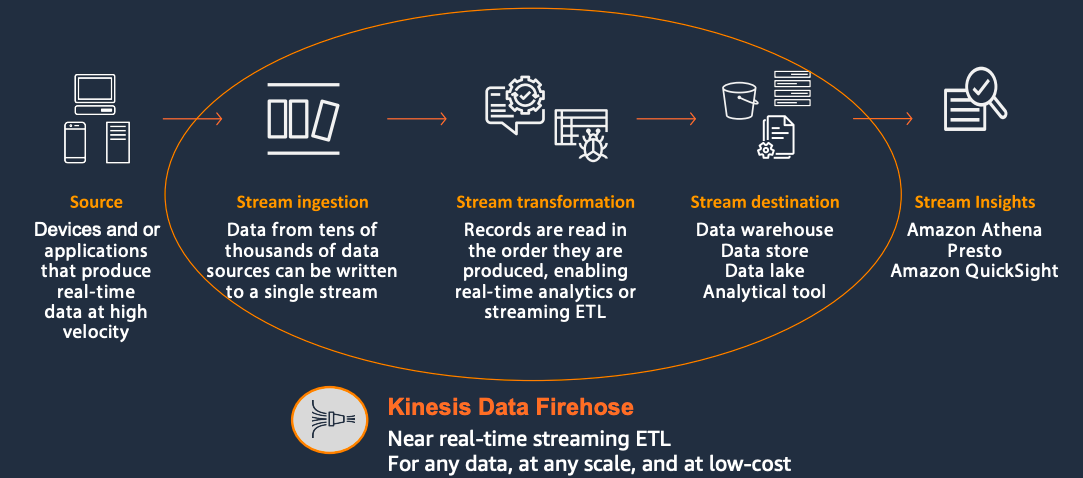 Source
Devices and or
applications
that produce
real-time
data at high
velocity
Stream ingestion
Data from tens of
thousands of data
sources can be written
to a single stream
Stream transformation
Records are read in
the order they are
produced, enabling
real-time analytics or
streaming ETL
Stream destination
Data warehouse
Data store
Data lake
Analytical tool
Stream Insights
Amazon Athena
Presto
Amazon QuickSight
Kinesis Data Firehose
Near real-time streaming ETL
For any data, at any scale, and at low-cost